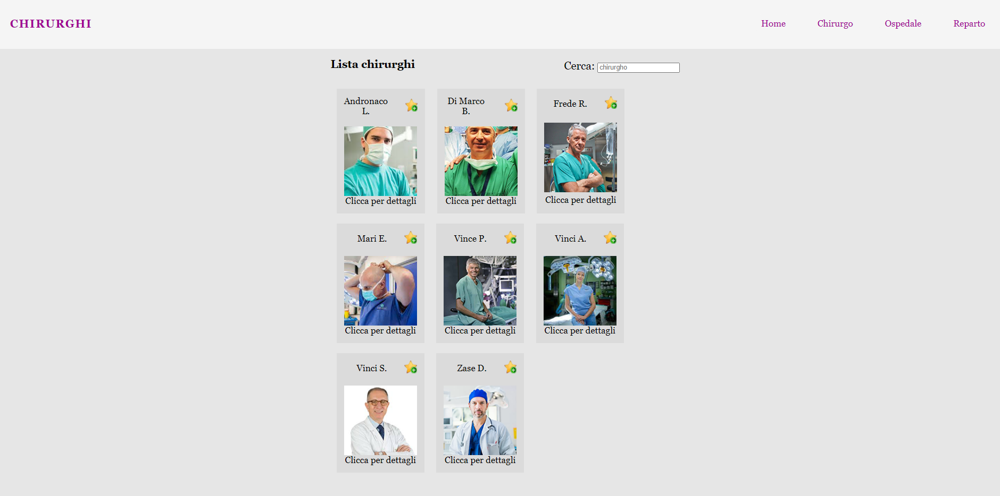 CHIRURGHI
Home
Chirurgo
Ospedale
Reparto
Lista chirurghi
Cerca: chirurgho
Andronaco
L.
Di Marco
B.
Frede R.
Clicca per dettagli
Clicca per dettagli
Clicca per dettagli
Mari E.
Vince P.
Vinci A.
Clicca per dettagli
Clicca per dettagli
Clicca per dettagli
Vinci S.
Zase D.
Clicca per dettagli
Clicca per dettagli